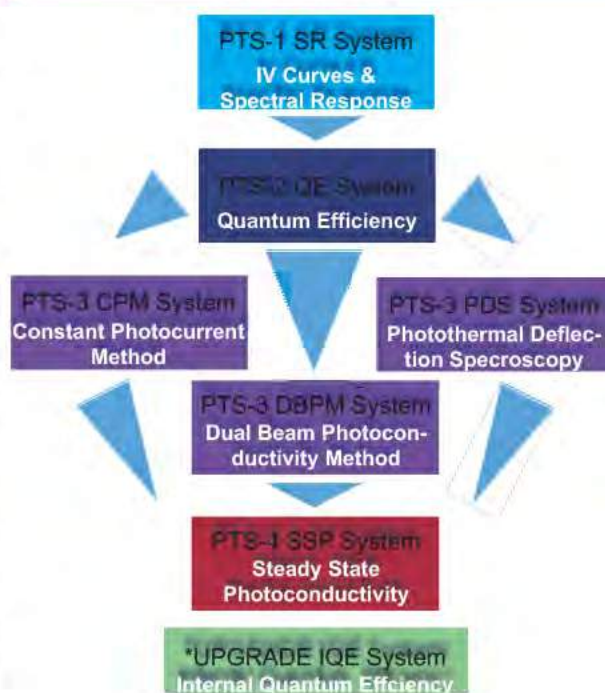 PTS-1 SR System
IV Curves &
Spectral Response
PTS-2 QE System
Quantum Efficiency
PTS-3 CPM System
Constant Photocurrent
Method
PTS-3 PDS System
Photothermal Deflec-
tion Specroscopy
PTS-3 DBPM System
Dual Beam Photocon-
ductivity Method
PTS-4 SSP System
Steady State
Photoconductivity
*UPGRADE IQE System
Internal Quantum Effciency